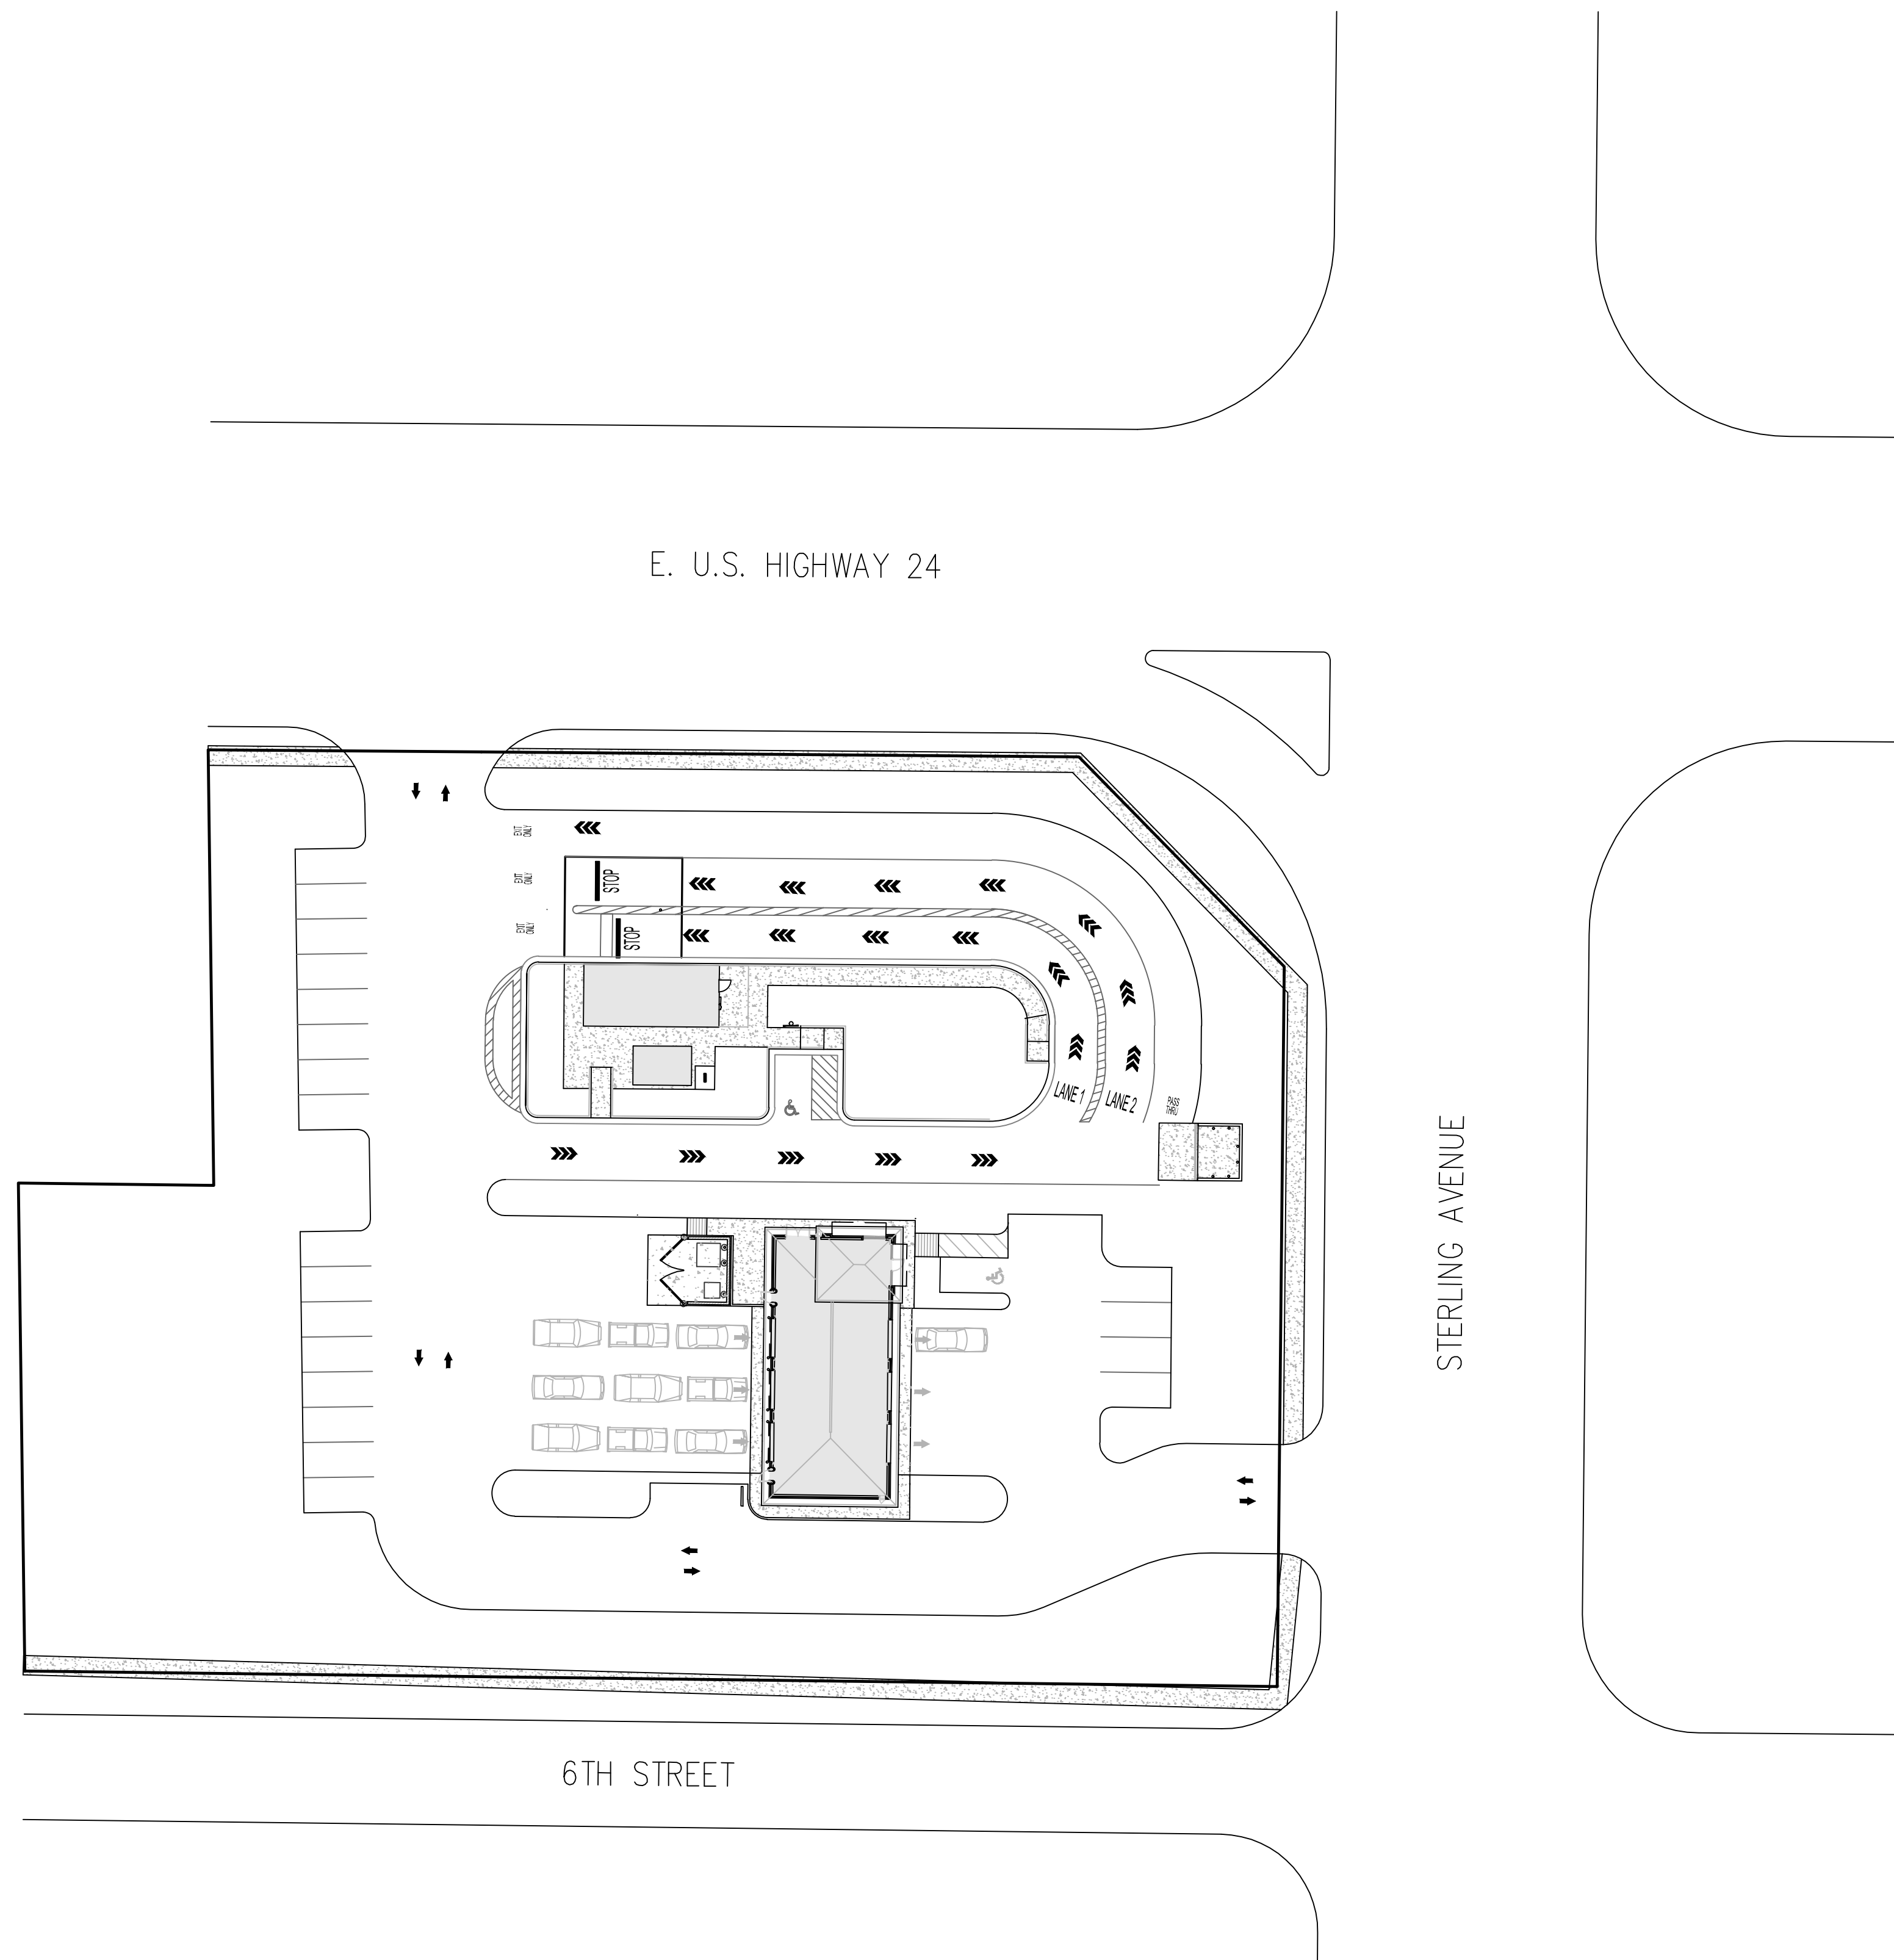 E. U.S. HIGHWAY 24
EXIT
ONLY
EXIT
ONLY
STOP
EXIT
ONLY
STOP
LANE 1
LANE 2
PASS
THRU
STERLING AVENUE
6TH STREET